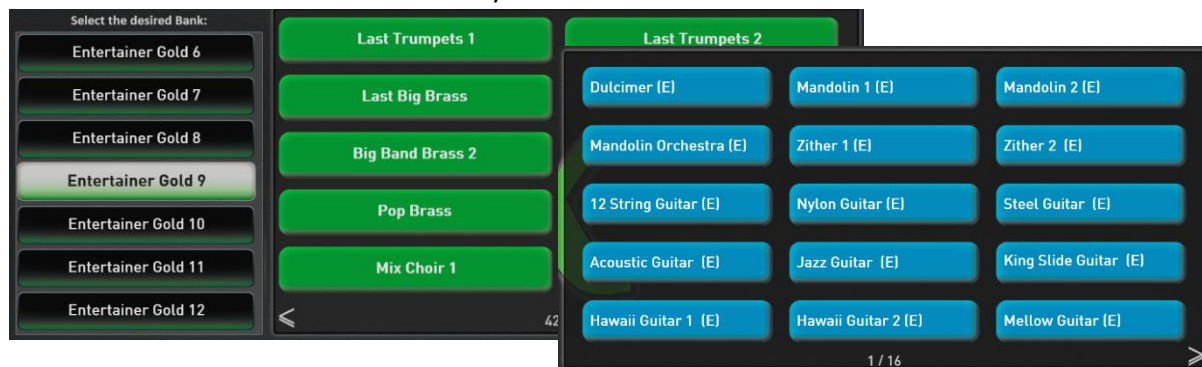 Select the desired Bank:
Entertainer Gold 6
Entertainer Gold 7
Entertainer Gold 8
Entertainer Gold 9
Entertainer Gold 10
Entertainer Gold 11
Entertainer Gold 12
Last Trumpets 1
Last Trumpets 2
Last Big Brass
Big Band Brass 2
Pop Brass
Mix Choir 1
42
Dulcimer (E)
Mandolin 1 (E)
Mandolin 2 (E)
Mandolin Orchestra (E)
Zither 1 (E)
Zither 2 (E)
12 String Guitar (E)
Nylon Guitar (E)
Steel Guitar (E)
Acoustic Guitar (E)
Jazz Guitar (E)
King Slide Guitar (E)
Hawaii Guitar 1 (E)
Hawaii Guitar 2 (E)
Mellow Guitar (E)
1 / 16